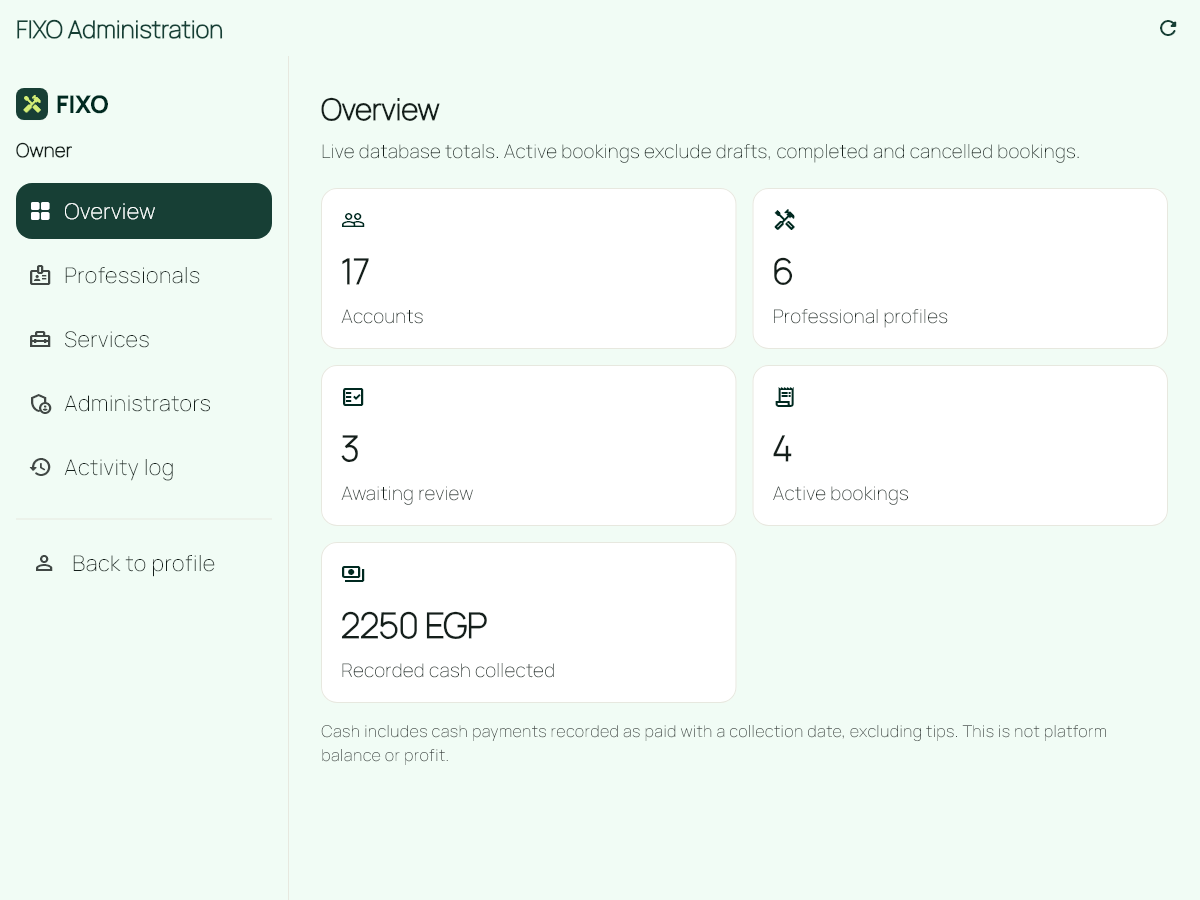 FIXO Administration
FIXO
Owner
Overview
Professionals
Services
Administrators
Activity log
Back to profile
Overview
Live database totals. Active bookings exclude drafts, completed and cancelled bookings.
17
Accounts
6
Professional profiles
3
Awaiting review
4
Active bookings
2250 EGP
Recorded cash collected
Cash includes cash payments recorded as paid with a collection date, excluding tips. This is not platform
balance or profit.